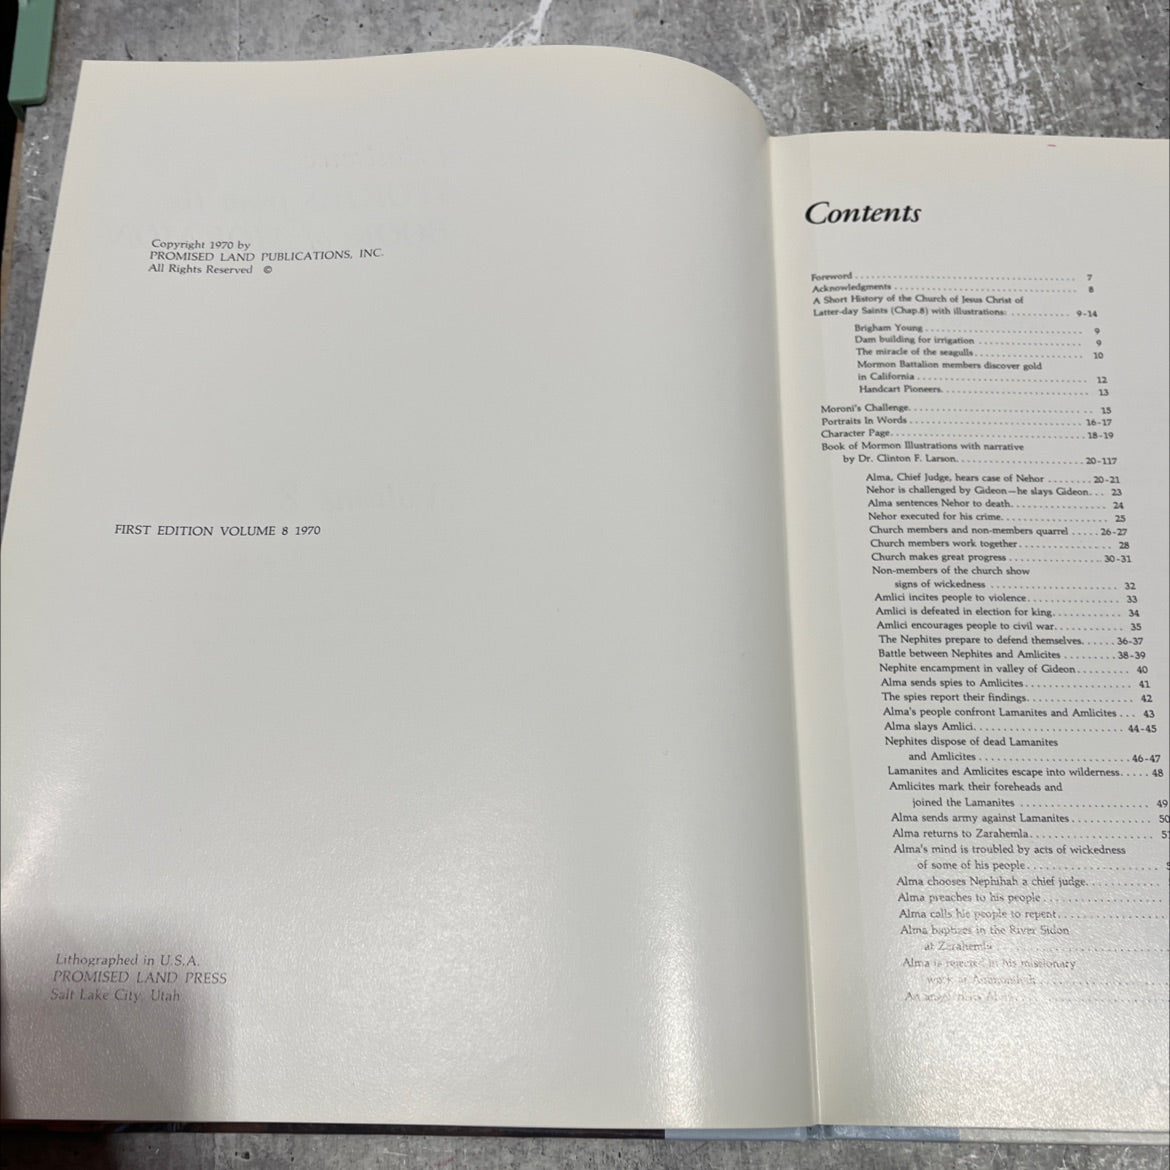 Copyright 1970 by
PROMISED LAND PUBLICATIONS, INC.
All Rights Reserved ©
FIRST EDITION VOLUME 8 1970
Lithographed in U.S.A.
PROMISED LAND PRESS
Salt Lake City, Utah
Contents
Foreword . . . . . . . . . . 7
Acknowledgments . . . . . . . . . . 8
A Short History of the Church of Jesus Christ of
Latter-day Saints (Chap.8) with illustrations: . . . . . . . . . . 9-14
Brigham Young . . . . . . . . . . 9
Dam building for irrigation . . . . . . . . . . 9
The miracle of the seagulls . . . . . . . . . . 10
Mormon Battalion members discover gold
in California . . . . . . . . . . 12
Handcart Pioneers. . . . . . . . . . 13
Moroni's Challenge. . . . . . . . . . 15
Portraits In Words . . . . . . . . . . 16-17
Character Page. . . . . . . . . . 18-19
Book of Mormon Illustrations with narrative
by Dr. Clinton F. Larson. . . . . . . . . . 20-117
Alma, Chief Judge, hears case of Nehor . . . . . . . . 20-21
Nehor is challenged by Gideon—he slays Gideon. . . 23
Alma sentences Nehor to death. . . . . . . . . . 24
Nehor executed for his crime. . . . . . . . . . 25
Church members and non-members quarrel . . . . . 26-27
Church members work together . . . . . . . . . . 28
Church makes great progress . . . . . . . . . . 30-31
Non-members of the church show
signs of wickedness . . . . . . . . . . 32
Amlici incites people to violence. . . . . . . . . . 33
Amlici is defeated in election for king. . . . . . . . . . 34
Amlici encourages people to civil war. . . . . . . . . . 35
The Nephites prepare to defend themselves. . . . . . 36-37
Battle between Nephites and Amlicites . . . . . . . . . 38-39
Nephite encampment in valley of Gideon. . . . . . . . . 40
Alma sends spies to Amlicites . . . . . . . . . . 41
The spies report their findings. . . . . . . . . . 42
Alma's people confront Lamanites and Amlicites . . . 43
Alma slays Amlici. . . . . . . . . . 44-45
Nephites dispose of dead Lamanites
and Amlicites . . . . . . . . . . 46-47
Lamanites and Amlicites escape into wilderness. . . . . 48
Amlicites mark their foreheads and
joined the Lamanites . . . . . . . . . . 49
Alma sends army against Lamanites . . . . . . . . . . 50
Alma returns to Zarahemla. . . . . . . . . .
Alma's mind is troubled by acts of wickedness
of some of his people. . . . . . . . . .
Alma chooses Nephihah a chief judge. . . . . . . . . .
Alma preaches to his people . . . . . . . . . .
Alma calls his people to repent. . . . . . . . . .
Alma baptizes in the River Sidon
at Zarahemla . . . . . . . . . .
Alma is rejected in his missionary
work at
An angel